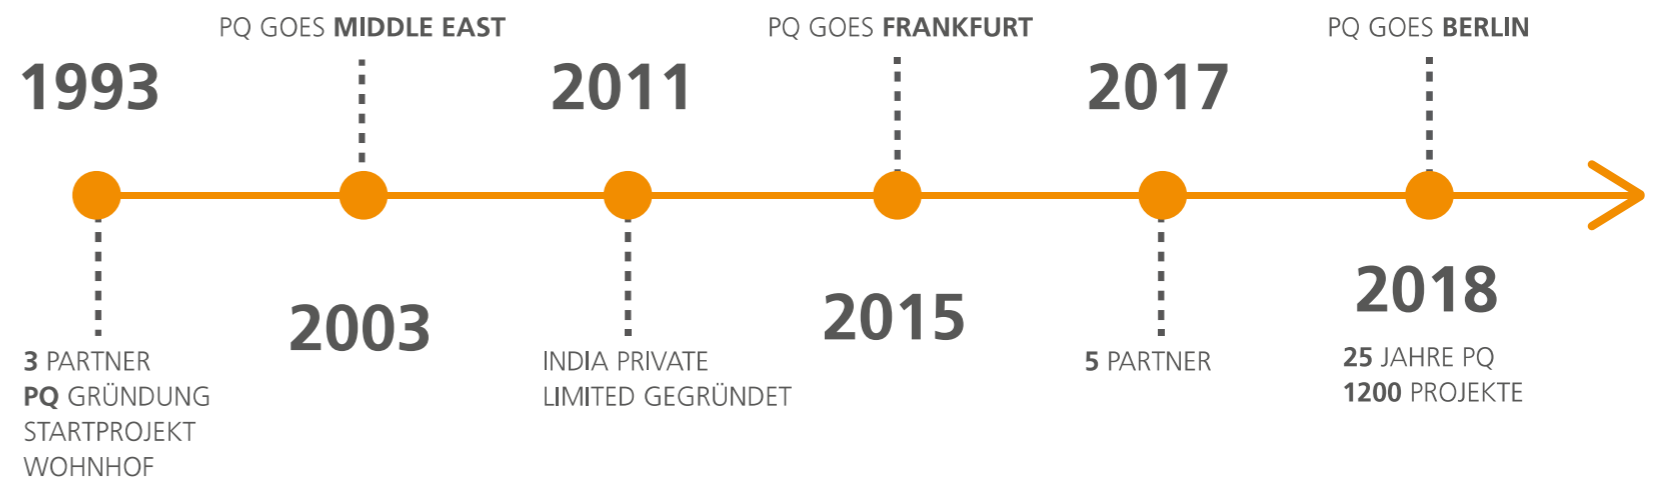 PQ GOES MIDDLE EAST
PQ GOES FRANKFURT
PQ GOES BERLIN
1993
2011
2017
2003
2015
2018
3 PARTNER
PQ GRÜNDUNG
STARTPROJEKT
WOHNHOF
INDIA PRIVATE
LIMITED GEGRÜNDET
5 PARTNER
25 JAHRE PQ
1200 PROJEKTE